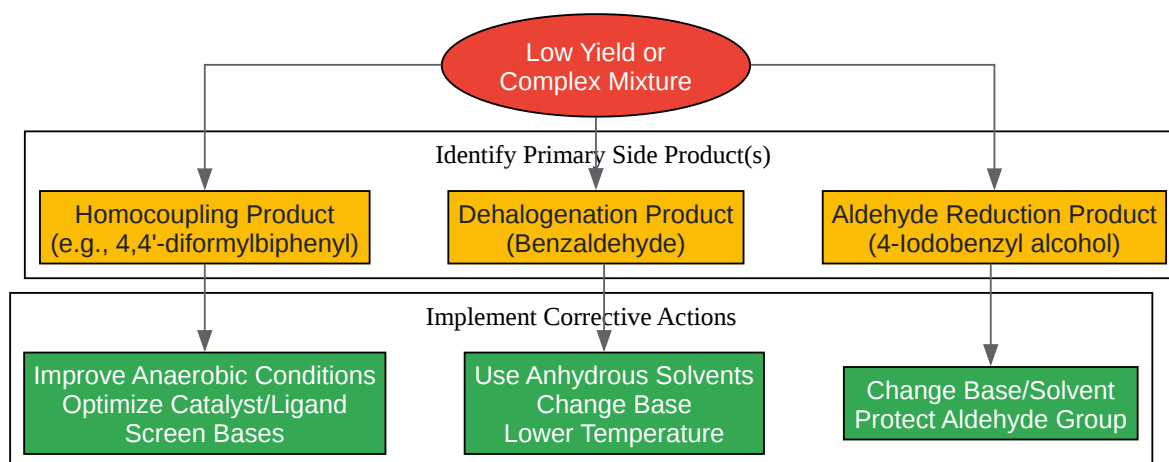 Low Yield or
Complex Mixture
Identify Primary Side Product(s)
Homocoupling Product
(e.g., 4,4'-diformylbiphenyl)
Dehalogenation Product
(Benzaldehyde)
Aldehyde Reduction Product
(4-Iodobenzyl alcohol)
Implement Corrective Actions
Improve Anaerobic Conditions
Optimize Catalyst/Ligand
Screen Bases
Use Anhydrous Solvents
Change Base
Lower Temperature
Change Base/Solvent
Protect Aldehyde Group